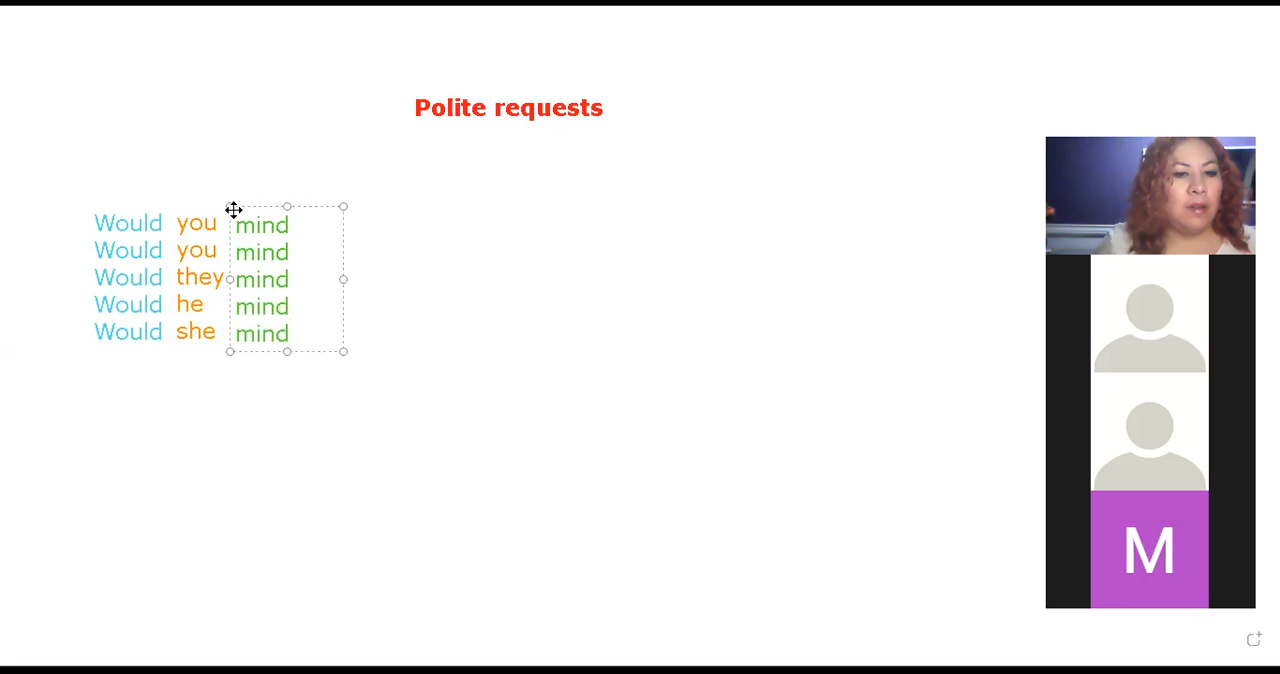 Polite requests
Would you mind
Would you mind
Would they mind
Would he mind
Would she mind
M